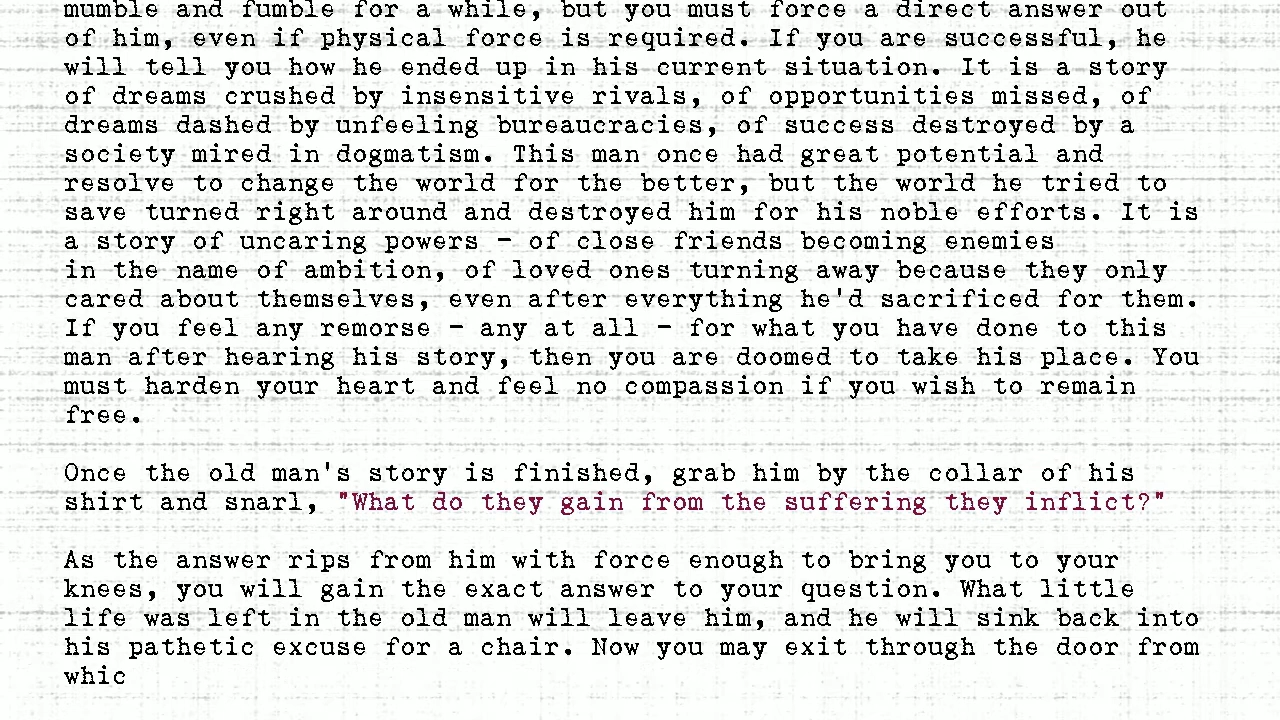 mumble and fumble for a while, but you must force a direct answer out
of him, even if physical force is required. If you are successful, he
will tell you how he ended up in his current situation. It is a story
of dreams crushed by insensitive rivals, of opportunities missed, of
dreams dashed by unfeeling bureaucracies, of success destroyed by a
society mired in dogmatism. This man once had great potential and
resolve to change the world for the better, but the world he tried to
save turned right around and destroyed him for his noble efforts. It is
a story of uncaring powers – of close friends becoming enemies
in the name of ambition, of loved ones turning away because they only
cared about themselves, even after everything he'd sacrificed for them.
If you feel any remorse – any at all – for what you have done to this
man after hearing his story, then you are doomed to take his place. You
must harden your heart and feel no compassion if you wish to remain
free.

Once the old man's story is finished, grab him by the collar of his
shirt and snarl, "What do they gain from the suffering they inflict?"

As the answer rips from him with force enough to bring you to your
knees, you will gain the exact answer to your question. What little
life was left in the old man will leave him, and he will sink back into
his pathetic excuse for a chair. Now you may exit through the door from
whic